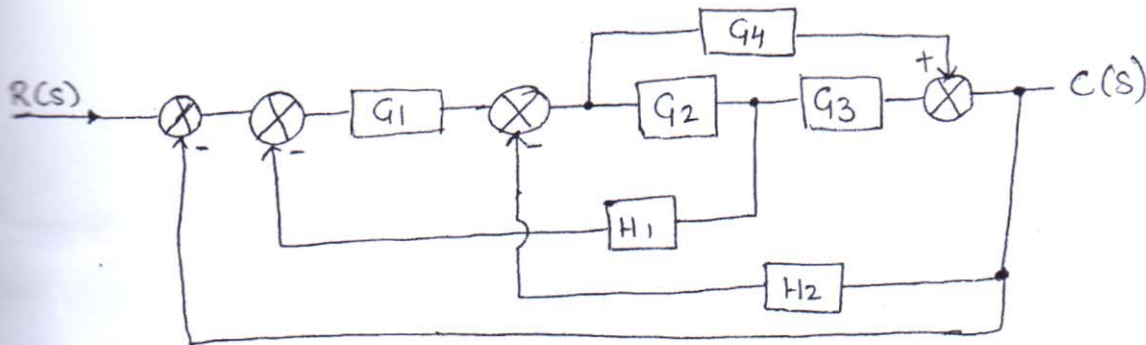 G4
+
R(S)
G1
G2
G3
C(S)
-
-
-
H1
H2